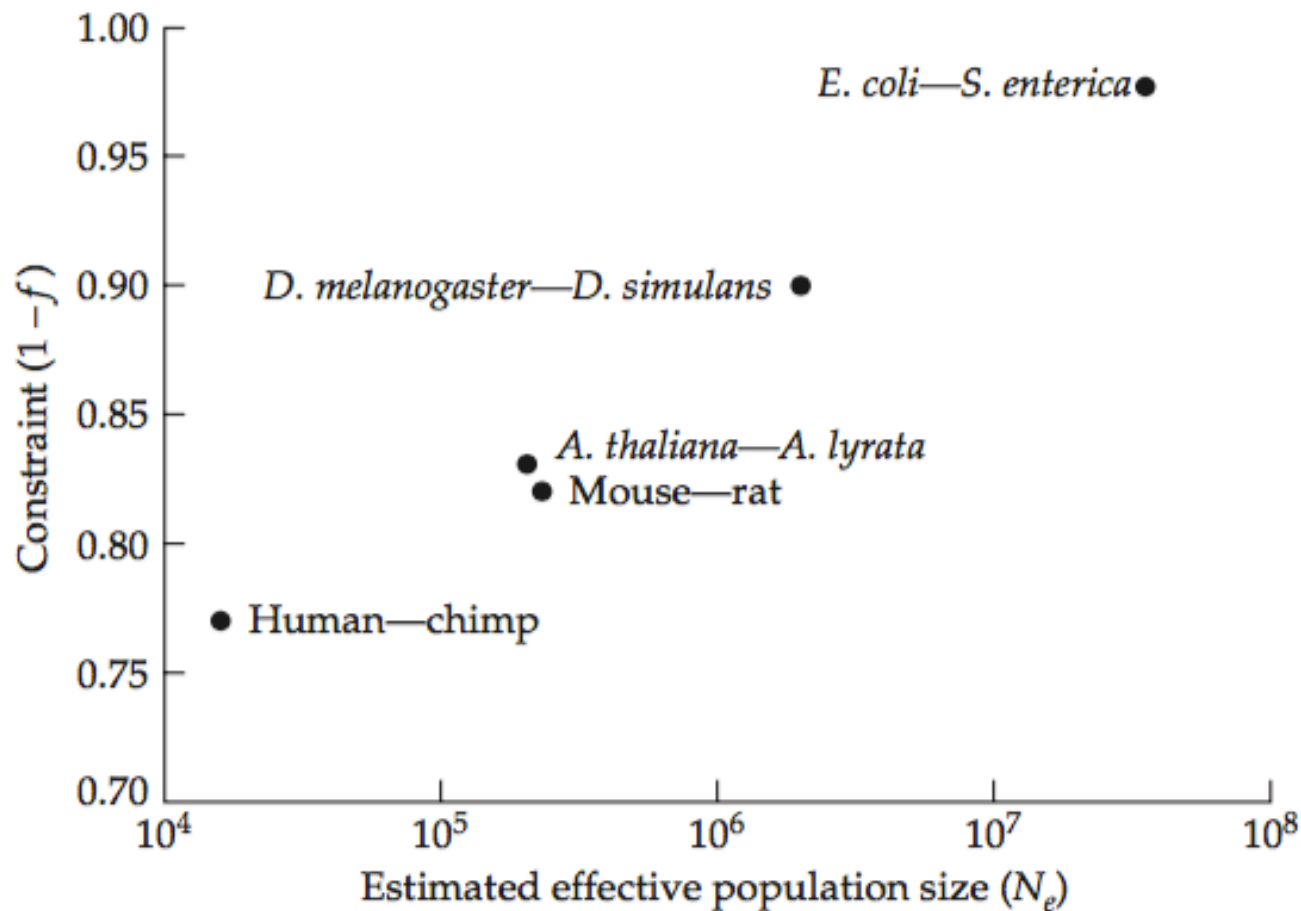 1.00
E. coli—S. enterica
0.95
D. melanogaster—D. simulans
0.90
Constraint (1 – f)
0.85
A. thaliana—A. lyrata
Mouse—rat
0.80
Human—chimp
0.75
0.70
10⁴ 10⁵ 10⁶ 10⁷ 10⁸
Estimated effective population size (Nₑ)